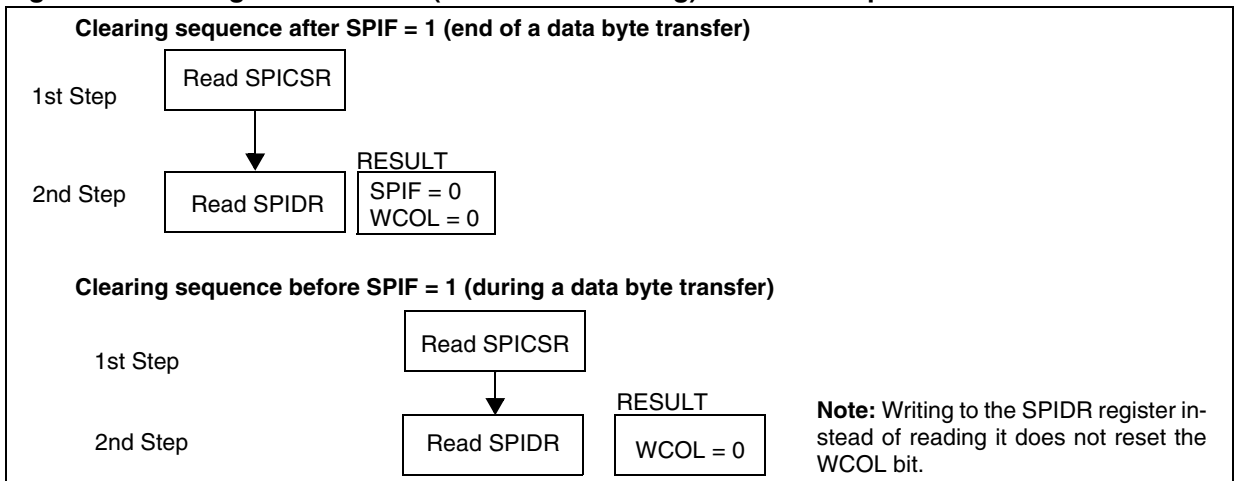 Clearing sequence after SPIF = 1 (end of a data byte transfer)
1st Step
Read SPICSR
2nd Step
Read SPIDR
RESULT
SPIF = 0
WCOL = 0
Clearing sequence before SPIF = 1 (during a data byte transfer)
1st Step
Read SPICSR
2nd Step
Read SPIDR
RESULT
WCOL = 0
Note: Writing to the SPIDR register in-
stead of reading it does not reset the
WCOL bit.